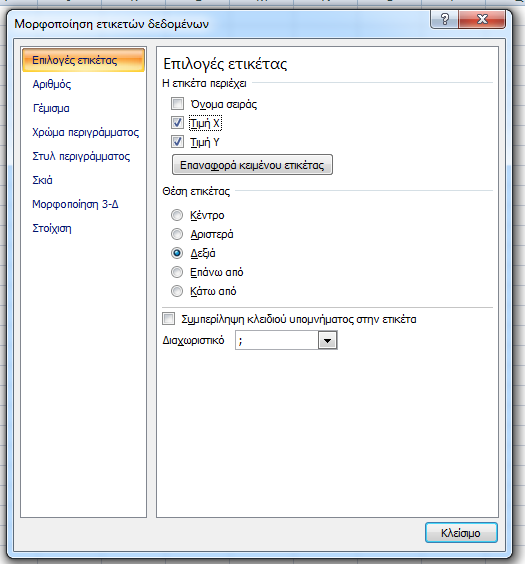 Μορφοποίηση ετικετών δεδομένων
Επιλογές ετικέτας
Αριθμός
Γέμισμα
Χρώμα περιγράμματος
Στυλ περιγράμματος
Σκιά
Μορφοποίηση 3-Δ
Στοίχιση
Επιλογές ετικέτας
Η ετικέτα περιέχει
Όνομα σειράς
Τιμή X
Τιμή Y
Επαναφορά κειμένου ετικέτας
Θέση ετικέτας
Κέντρο
Αριστερά
Δεξιά
Επάνω από
Κάτω από
Συμπερίληψη κλειδιού υπομνήματος στην ετικέτα
Διαχωριστικό ;
Κλείσιμο